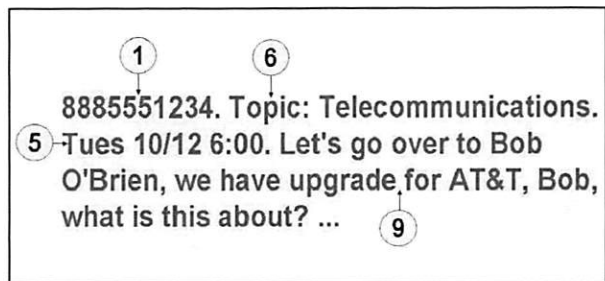 1
6
8885551234. Topic: Telecommunications.
5
Tues 10/12 6:00. Let's go over to Bob
O'Brien, we have upgrade for AT&T, Bob,
what is this about? ...
9